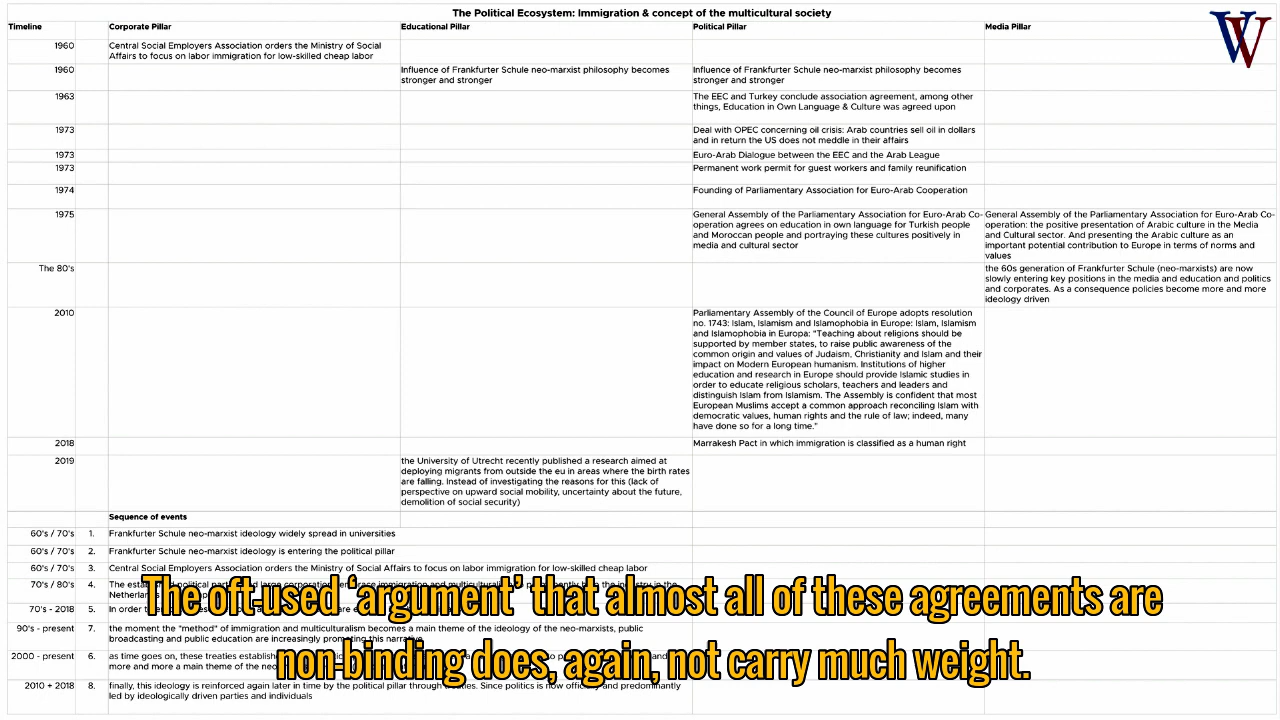 The Political Ecosystem: Immigration & concept of the multicultural society
Timeline Corporate Pillar Educational Pillar Political Pillar Media Pillar
1960 Central Social Employers Association orders the Ministry of Social
Affairs to focus on labor immigration for low-skilled cheap labor
1960 Influence of Frankfurter Schule neo-marxist philosophy becomes
stronger and stronger
Influence of Frankfurter Schule neo-marxist philosophy becomes
stronger and stronger
1963 The EEC and Turkey conclude association agreement, among other
things, Education in Own Language & Culture was agreed upon
1973 Deal with OPEC concerning oil crisis: Arab countries sell oil in dollars
and in return the US does not meddle in their affairs
1973 Euro-Arab Dialogue between the EEC and the Arab League
1973 Permanent work permit for guest workers and family reunification
1974 Founding of Parliamentary Association for Euro-Arab Cooperation
1975 General Assembly of the Parliamentary Association for Euro-Arab Co-
operation agrees on education in own language for Turkish people
and Moroccan people and portraying these cultures positively in
media and cultural sector
General Assembly of the Parliamentary Association for Euro-Arab Co-
operation: the positive presentation of Arabic culture in the Media
and Cultural sector. And presenting the Arabic culture as an
important potential contribution to Europe in terms of norms and
values
The 80's the 60s generation of Frankfurter Schule (neo-marxists) are now
slowly entering key positions in the media and education and politics
and corporates. As a consequence policies become more and more
ideology driven
2010 Parliamentary Assembly of the Council of Europe adopts resolution
no. 1743: Islam, Islamism and Islamophobia in Europe: Islam, Islamism
and Islamophobia in Europa: "Teaching about religions should be
supported by member states, to raise public awareness of the
common origin and values of Judaism, Christianity and Islam and their
impact on Modern European humanism. Institutions of higher
education and research in Europe should provide Islamic studies in
order to educate religious scholars, teachers and leaders and
distinguish Islam from Islamism. The Assembly is confident that most
European Muslims accept a common approach reconciling Islam with
democratic values, human rights and the rule of law; indeed, many
have done so for a long time."
2018 Marrakesh Pact in which immigration is classified as a human right
2019 the University of Utrecht recently published a research aimed at
deploying migrants from outside the eu in areas where the birth rates
are falling. Instead of investigating the reasons for this (lack of
perspective on upward social mobility, uncertainty about the future,
demolition of social security)
Sequence of events
60's / 70's 1. Frankfurter Schule neo-marxist ideology widely spread in universities
60's / 70's 2. Frankfurter Schule neo-marxist ideology is entering the political pillar
60's / 70's 3. Central Social Employers Association orders the Ministry of Social Affairs to focus on labor immigration for low-skilled cheap labor
70's / 80's 4. The political and large immigration and in the
Netherlands
70's - 2018 5. In order to are
90's - present 7. the moment the "method" of immigration and multiculturalism becomes a main theme of the ideology of the neo-marxists, public
broadcasting and public education are increasingly promoting this narrative
2000 - present 6. as time goes on, these treaties and
more and more a main theme of the
2010 + 2018 8. finally, this ideology is reinforced again later in time by the political pillar through treaties. Since politics is now and predominantly
led by ideologically driven parties and individuals
The oft-used ‘argument’ that almost all of these agreements are
non-binding does, again, not carry much weight.